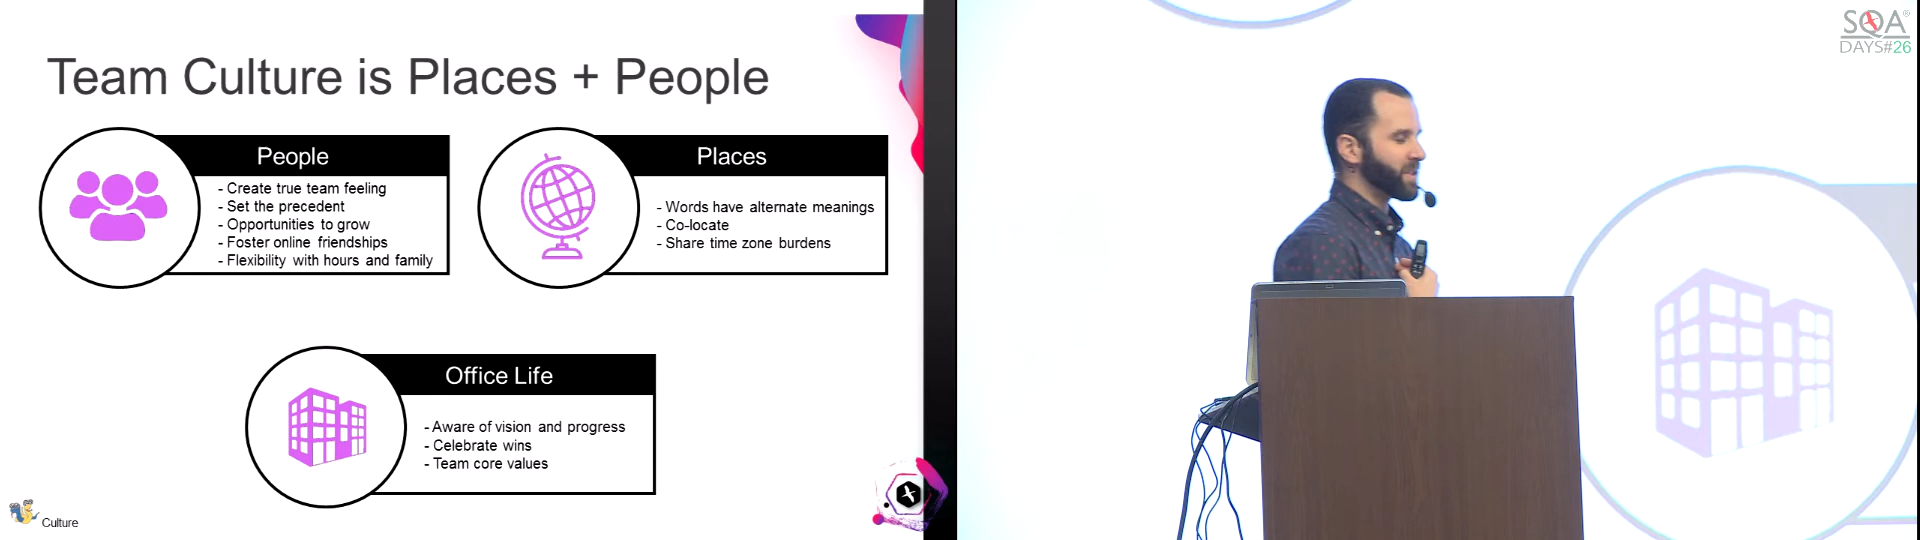 Team Culture is Places + People
People
- Create true team feeling
- Set the precedent
- Opportunities to grow
- Foster online friendships
- Flexibility with hours and family
Places
- Words have alternate meanings
- Co-locate
- Share time zone burdens
Office Life
- Aware of vision and progress
- Celebrate wins
- Team core values
Culture
SQA®
DAYS#26